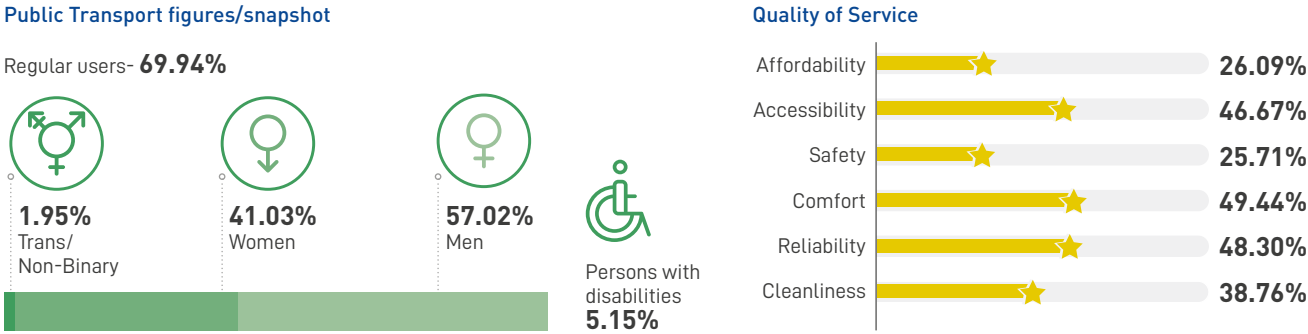 Public Transport figures/snapshot
Regular users- 69.94%
1.95%
Trans/
Non-Binary
41.03%
Women
57.02%
Men
Persons with
disabilities
5.15%
Quality of Service
Affordability 26.09%
Accessibility 46.67%
Safety 25.71%
Comfort 49.44%
Reliability 48.30%
Cleanliness 38.76%